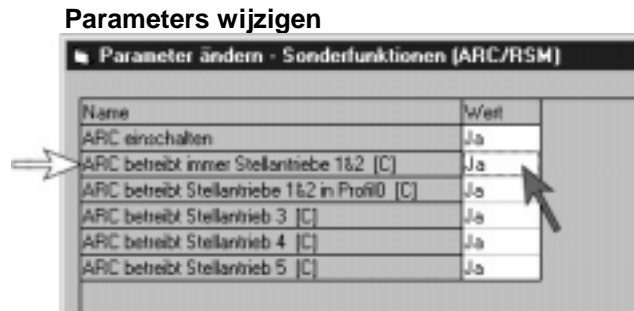 Parameters wijzigen
Parameter ändern - Sonderfunktionen (ARC/RSM)
Name Wert
ARC einschalten Ja
ARC betreibt immer Stellantriebe 1&2 [C] Ja
ARC betreibt Stellantriebe 1&2 in Profil0 [C] Ja
ARC betreibt Stellantrieb 3 [C] Ja
ARC betreibt Stellantrieb 4 [C] Ja
ARC betreibt Stellantrieb 5 [C] Ja